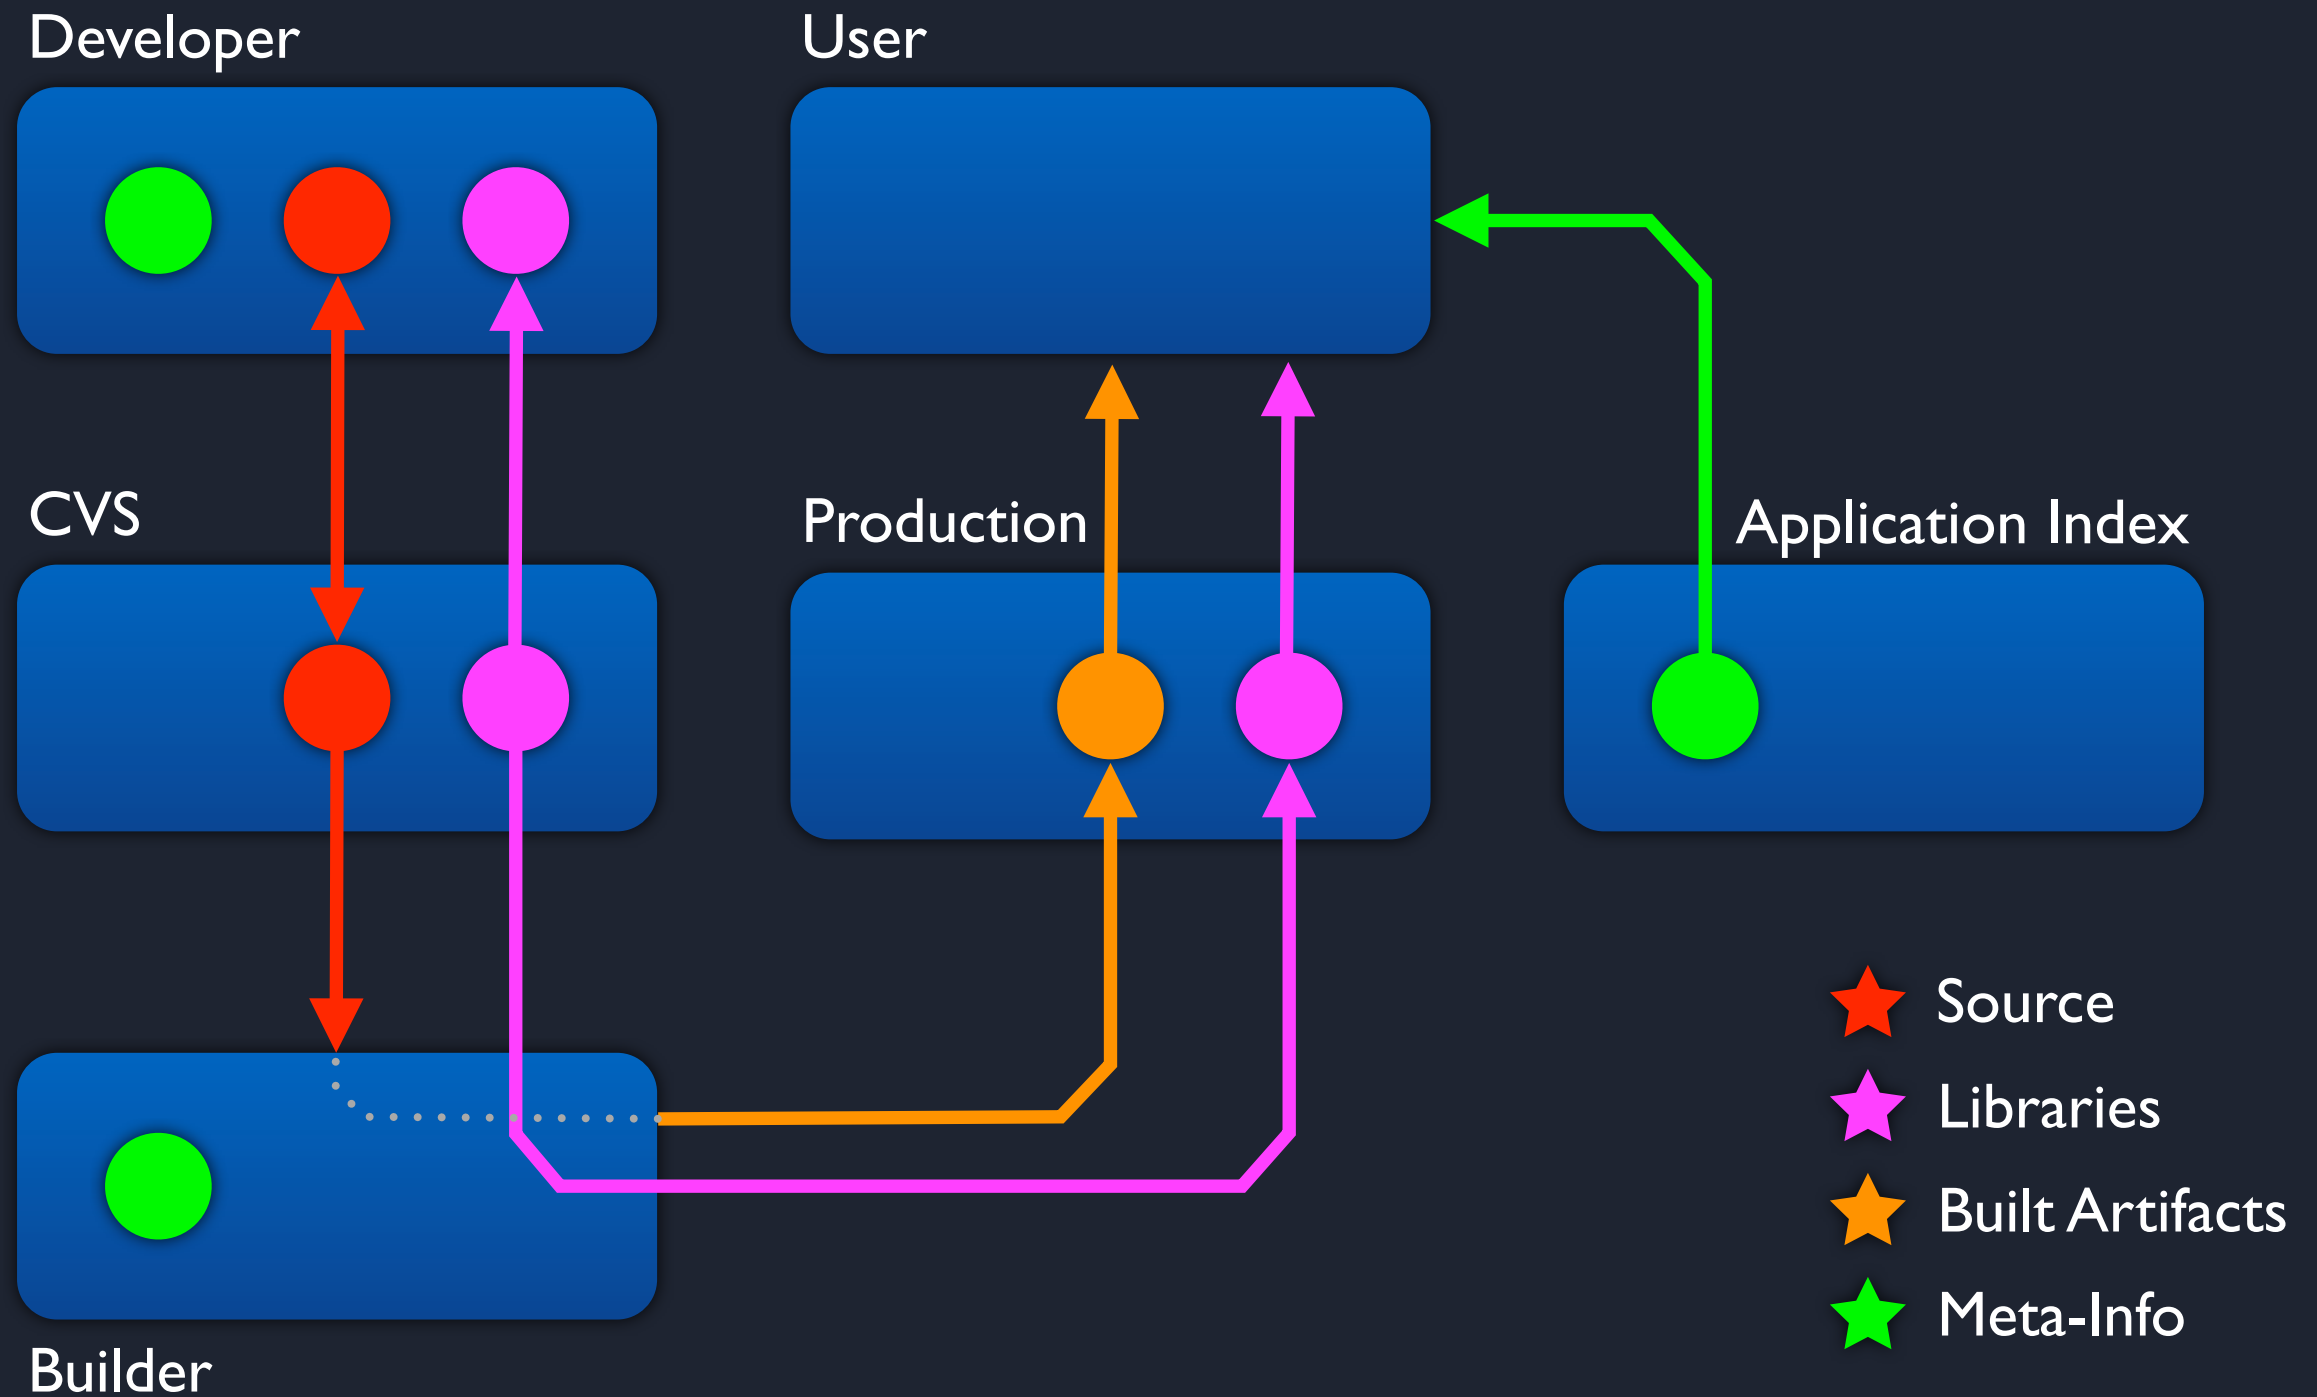 Developer
User
CVS
Production
Application Index
Source
Libraries
Built Artifacts
Meta-Info
Builder